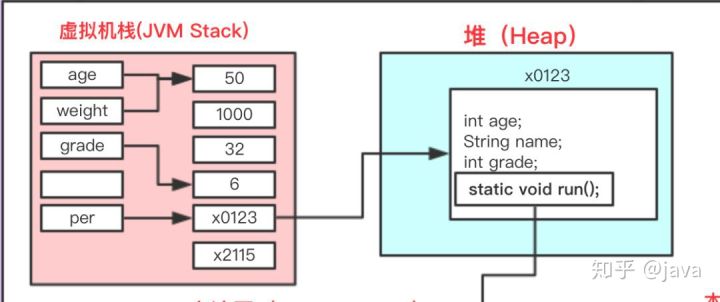 虚拟机栈(JVM Stack)
堆（Heap）
age
weight
grade
per
50
1000
32
6
x0123
x2115
x0123
int age;
String name;
int grade;
static void run();
知乎 @java